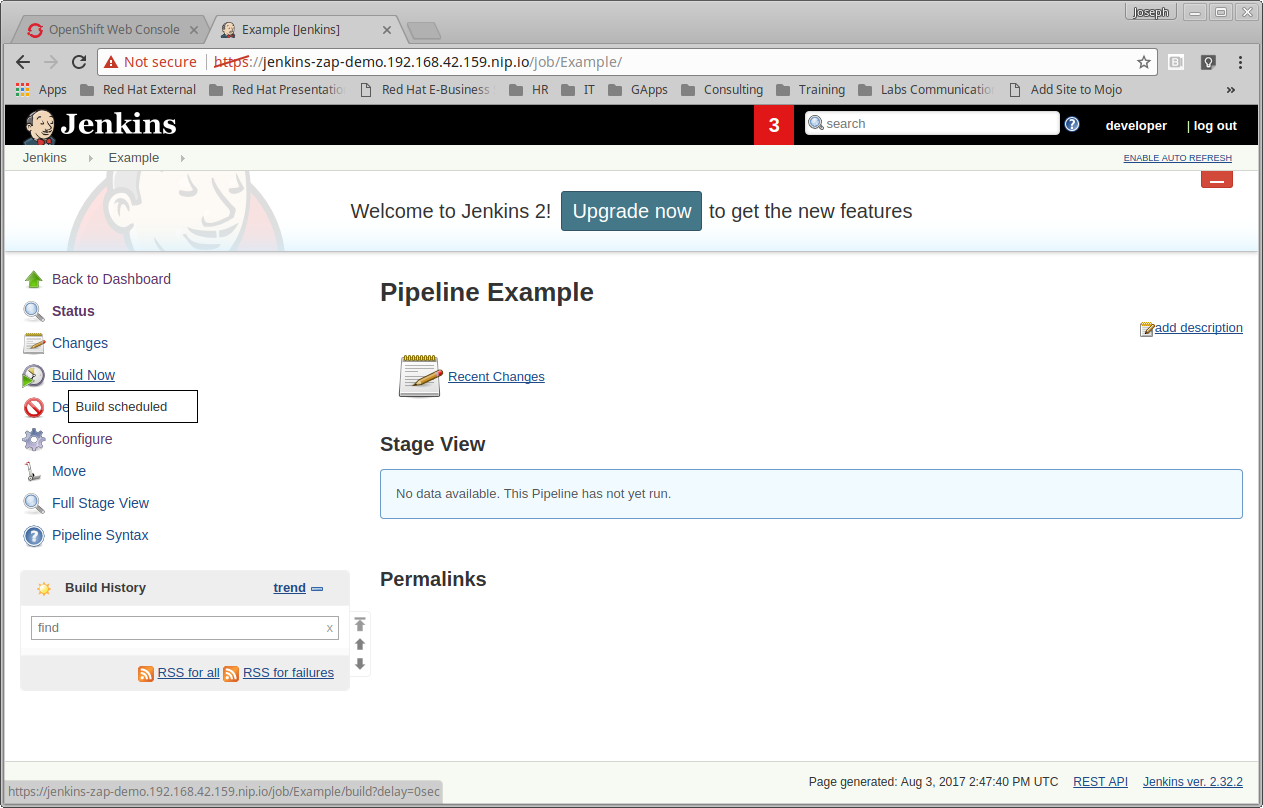 Joseph
OpenShift Web Console
Example [Jenkins]
Not secure https://jenkins-zap-demo.192.168.42.159.nip.io/job/Example/
Apps Red Hat External Red Hat Presentatio Red Hat E-Business HR IT GApps Consulting Training Labs Communicatio Add Site to Mojo »
Jenkins 3 search developer | log out
Jenkins Example ENABLE AUTO REFRESH
Welcome to Jenkins 2! Upgrade now to get the new features
Back to Dashboard
Status
Changes
Build Now
De
Build scheduled
Configure
Move
Full Stage View
Pipeline Syntax
Build History trend
find x
RSS for all RSS for failures
Pipeline Example
add description
Recent Changes
Stage View
No data available. This Pipeline has not yet run.
Permalinks
Page generated: Aug 3, 2017 2:47:40 PM UTC REST API Jenkins ver. 2.32.2
https://jenkins-zap-demo.192.168.42.159.nip.io/job/Example/build?delay=0sec